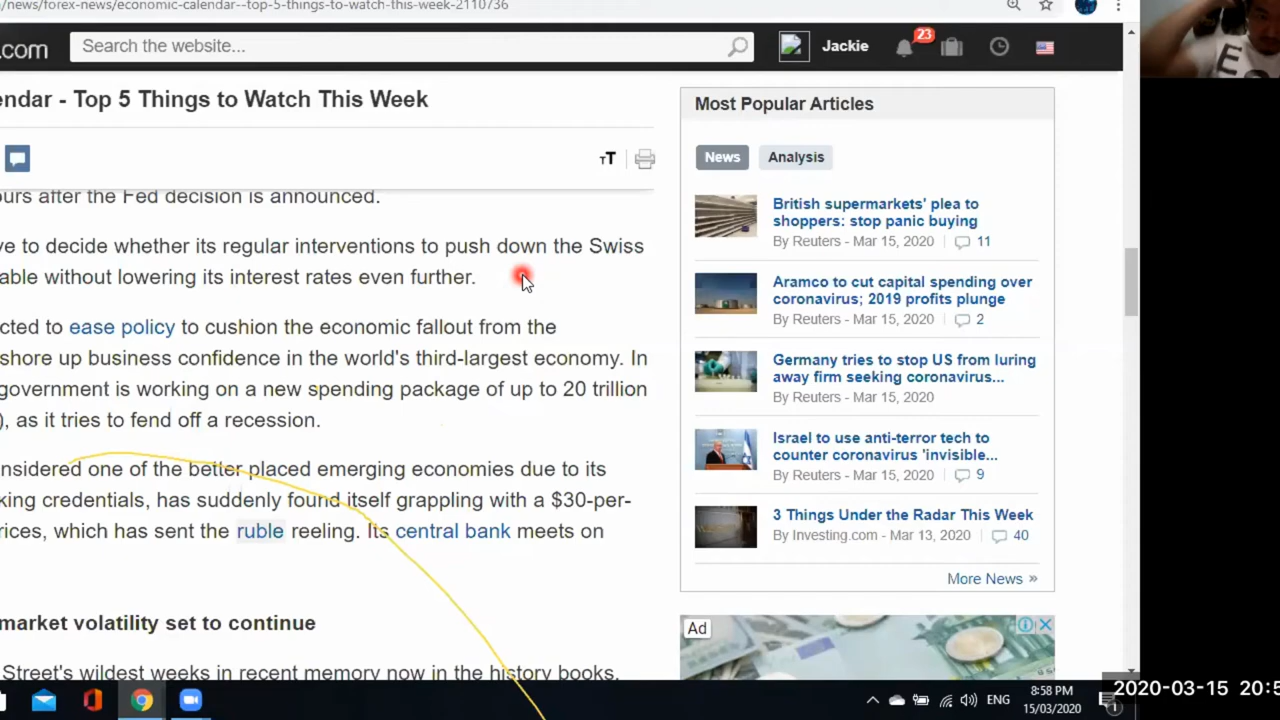 /news/forex-news/economic-calendar--top-5-things-to-watch-this-week-2110736
.com
Search the website...
Jackie
23
endar - Top 5 Things to Watch This Week
TT
ours after the Fed decision is announced.
ve to decide whether its regular interventions to push down the Swiss
able without lowering its interest rates even further.
cted to ease policy to cushion the economic fallout from the
shore up business confidence in the world's third-largest economy. In
government is working on a new spending package of up to 20 trillion
), as it tries to fend off a recession.
nsidered one of the better placed emerging economies due to its
king credentials, has suddenly found itself grappling with a $30-per-
rices, which has sent the ruble reeling. Its central bank meets on
market volatility set to continue
Street's wildest weeks in recent memory now in the history books,
Most Popular Articles
News
Analysis
British supermarkets' plea to
shoppers: stop panic buying
By Reuters - Mar 15, 2020
11
Aramco to cut capital spending over
coronavirus; 2019 profits plunge
By Reuters - Mar 15, 2020
2
Germany tries to stop US from luring
away firm seeking coronavirus...
By Reuters - Mar 15, 2020
Israel to use anti-terror tech to
counter coronavirus 'invisible...
By Reuters - Mar 15, 2020
9
3 Things Under the Radar This Week
By Investing.com - Mar 13, 2020
40
More News »
Ad
ENG
8:58 PM
15/03/2020
1
2020-03-15 20:5